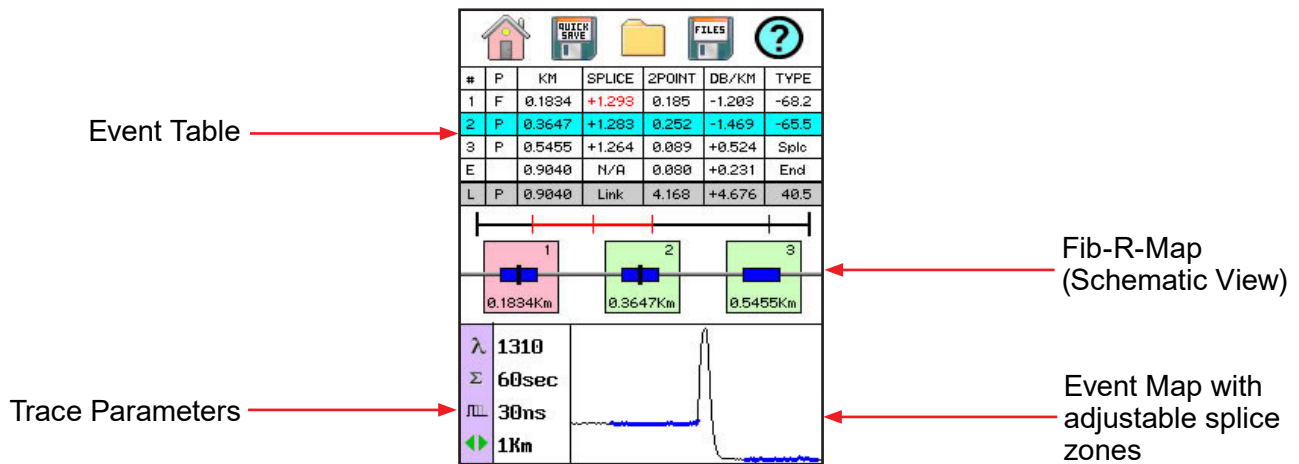 QUICK
SAVE
FILES
?
# P KM SPLICE 2POINT DB/KM TYPE
1 F 0.1834 +1.293 0.185 -1.203 -68.2
2 P 0.3647 +1.283 0.252 -1.469 -65.5
3 P 0.5455 +1.264 0.089 +0.524 Splc
E 0.9040 N/A 0.080 +0.231 End
L P 0.9040 Link 4.168 +4.676 40.5
Event Table
1 2 3
0.1834Km 0.3647Km 0.5455Km
Fib-R-Map
(Schematic View)
λ 1310
Σ 60sec
30ns
1Km
Trace Parameters
Event Map with
adjustable splice
zones